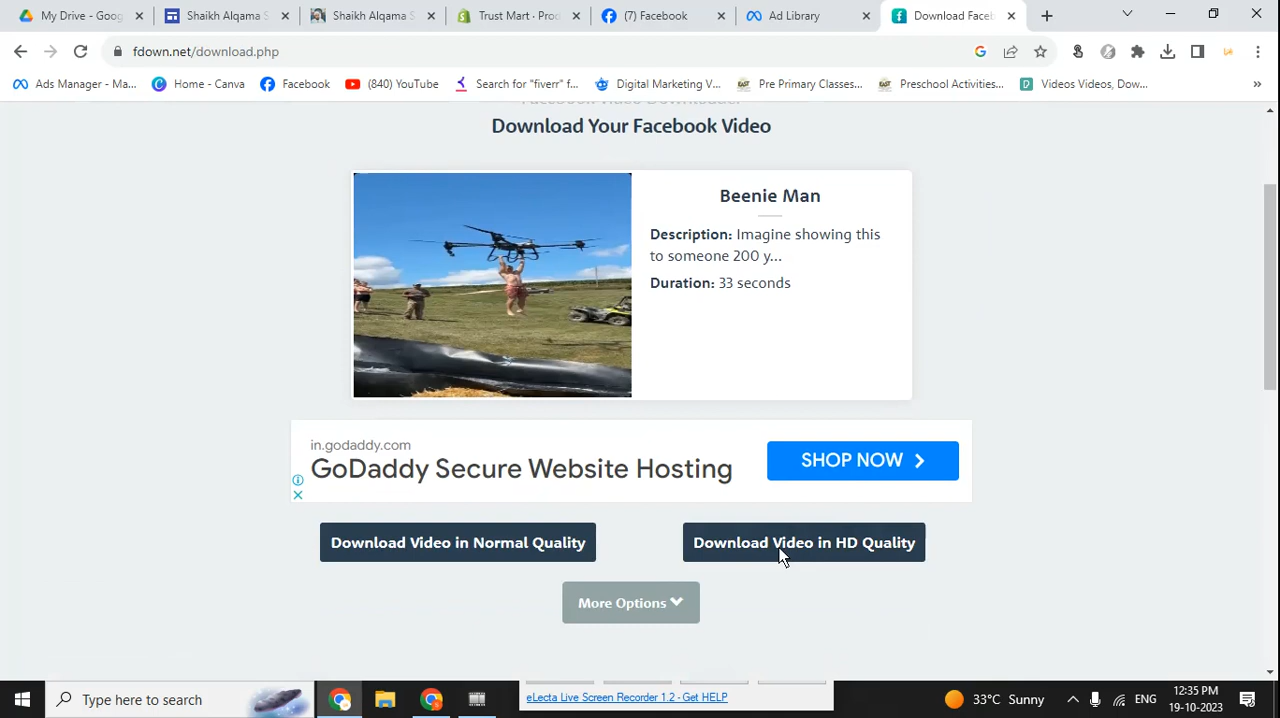 My Drive - Goog
Shaikh Alqama S
Shaikh Alqama S
Trust Mart · Prod
(7) Facebook
Ad Library
Download Faceb
fdown.net/download.php
Ads Manager - Ma...
Home - Canva
Facebook
(840) YouTube
Search for "fiverr" f...
Digital Marketing V...
Pre Primary Classes...
Preschool Activities...
Videos Videos, Dow...
»
Facebook Video Downloader
Download Your Facebook Video
Beenie Man
Description: Imagine showing this
to someone 200 y...
Duration: 33 seconds
in.godaddy.com
GoDaddy Secure Website Hosting
SHOP NOW
Download Video in Normal Quality
Download Video in HD Quality
More Options
Type here to search
eLecta Live Screen Recorder 1.2 - Get HELP
33°C Sunny
ENG
12:35 PM
19-10-2023